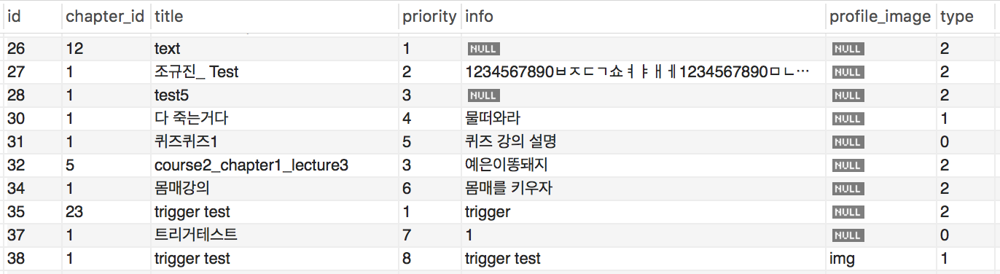 id chapter_id title priority info profile_image type
26 12 text 1 NULL NULL 2
27 1 조규진_ Test 2 1234567890ㅂㅈㄷㄱ쇼ㅕㅑㅐㅔ1234567890ㅁㄴ… NULL 2
28 1 test5 3 NULL NULL 2
30 1 다 죽는거다 4 물떠와라 NULL 1
31 1 퀴즈퀴즈1 5 퀴즈 강의 설명 NULL 0
32 5 course2_chapter1_lecture3 3 예은이똥돼지 NULL 2
34 1 몸매강의 6 몸매를 키우자 NULL 2
35 23 trigger test 1 trigger NULL 2
37 1 트리거테스트 7 1 NULL 0
38 1 trigger test 8 trigger test img 1